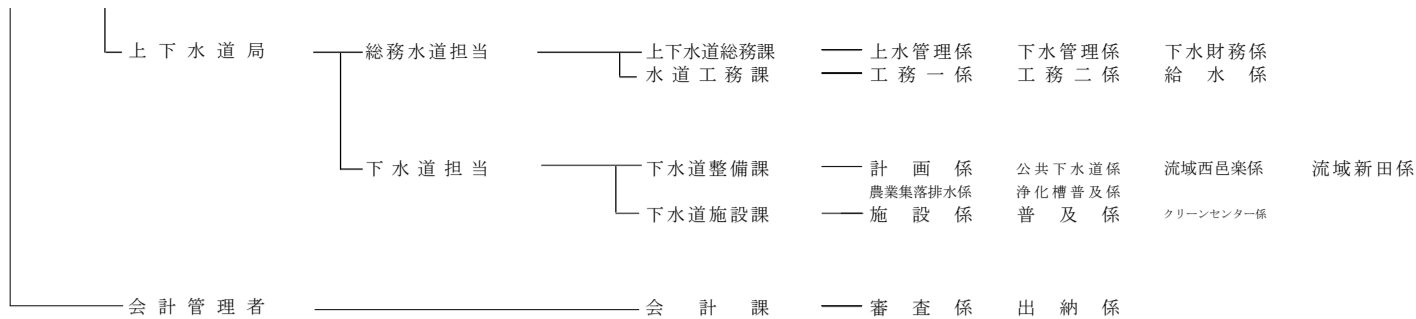 上下水道局 総務水道担当 上下水道総務課 上水管理係 下水管理係 下水財務係
水道工務課 工務一係 工務二係 給水係
下水道担当 下水道整備課 計画係 公共下水道係 流域西邑楽係 流域新田係
農業集落排水係 浄化槽普及係
下水道施設課 施設係 普及係 クリーンセンター係
会計管理者 会計課 審査係 出納係